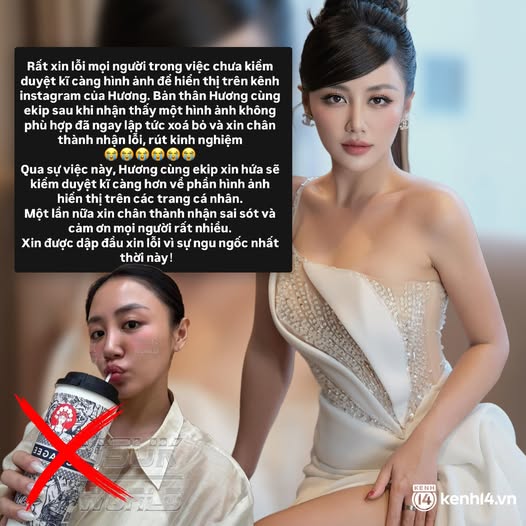 Rất xin lỗi mọi người trong việc chưa kiểm
duyệt kĩ càng hình ảnh để hiển thị trên kênh
instagram của Hương. Bản thân Hương cùng
ekip sau khi nhận thấy một hình ảnh không
phù hợp đã ngay lập tức xoá bỏ và xin chân
thành nhận lỗi, rút kinh nghiệm
😭😭😭😭😭😭
Qua sự việc này, Hương cùng ekip xin hứa sẽ
kiểm duyệt kĩ càng hơn về phần hình ảnh
hiển thị trên các trang cá nhân.
Một lần nữa xin chân thành nhận sai sót và
cảm ơn mọi người rất nhiều.
Xin được dập đầu xin lỗi vì sự ngu ngốc nhất
thời này!
KENH
14
kenh14.vn